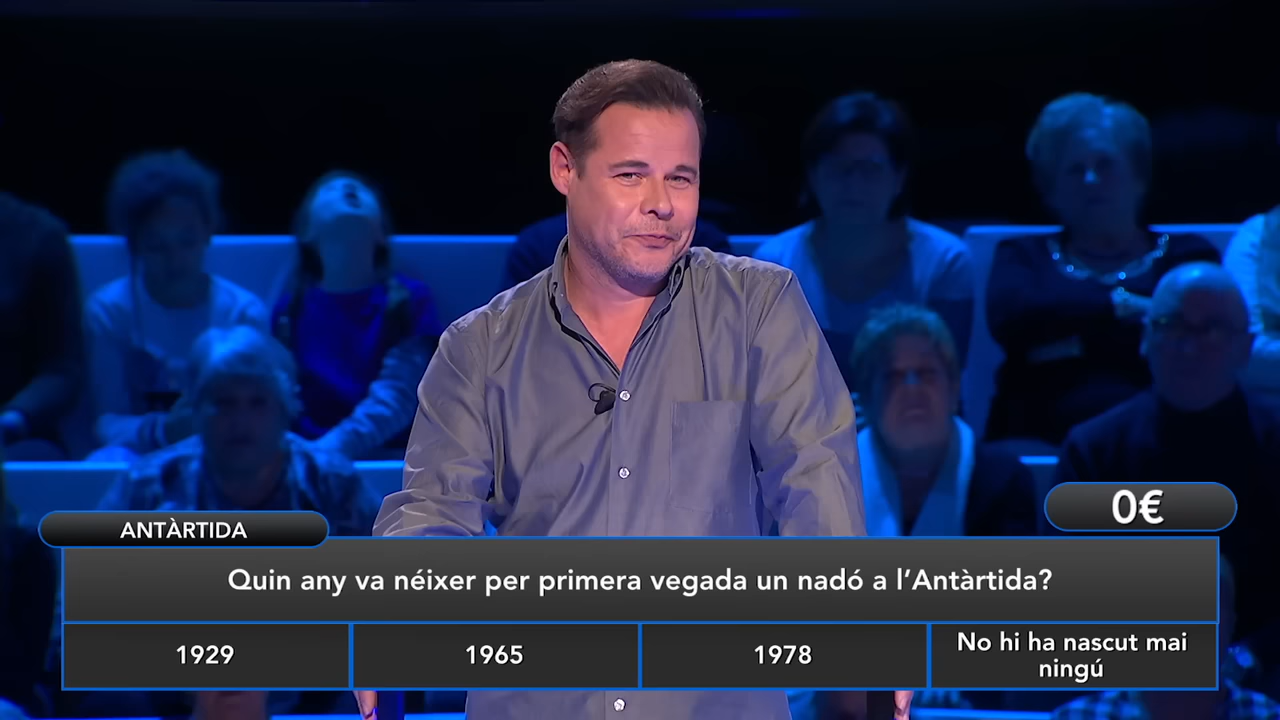 ANTÀRTIDA
0€
Quin any va néixer per primera vegada un nadó a l’Antàrtida?
1929
1965
1978
No hi ha nascut mai
ningú